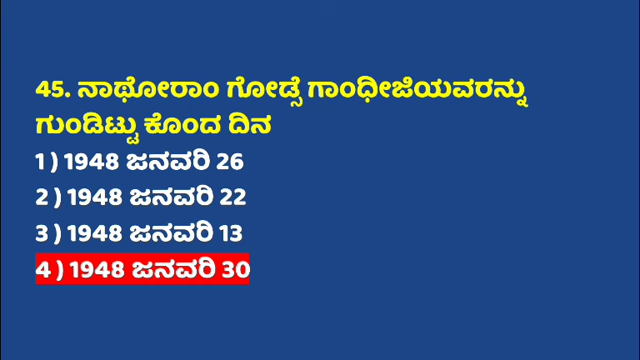 45. ನಾಥೋರಾಂ ಗೋಡ್ಸೆ ಗಾಂಧೀಜಿಯವರನ್ನು
ಗುಂಡಿಟ್ಟು ಕೊಂದ ದಿನ
1 ) 1948 ಜನವರಿ 26
2 ) 1948 ಜನವರಿ 22
3 ) 1948 ಜನವರಿ 13
4 ) 1948 ಜನವರಿ 30